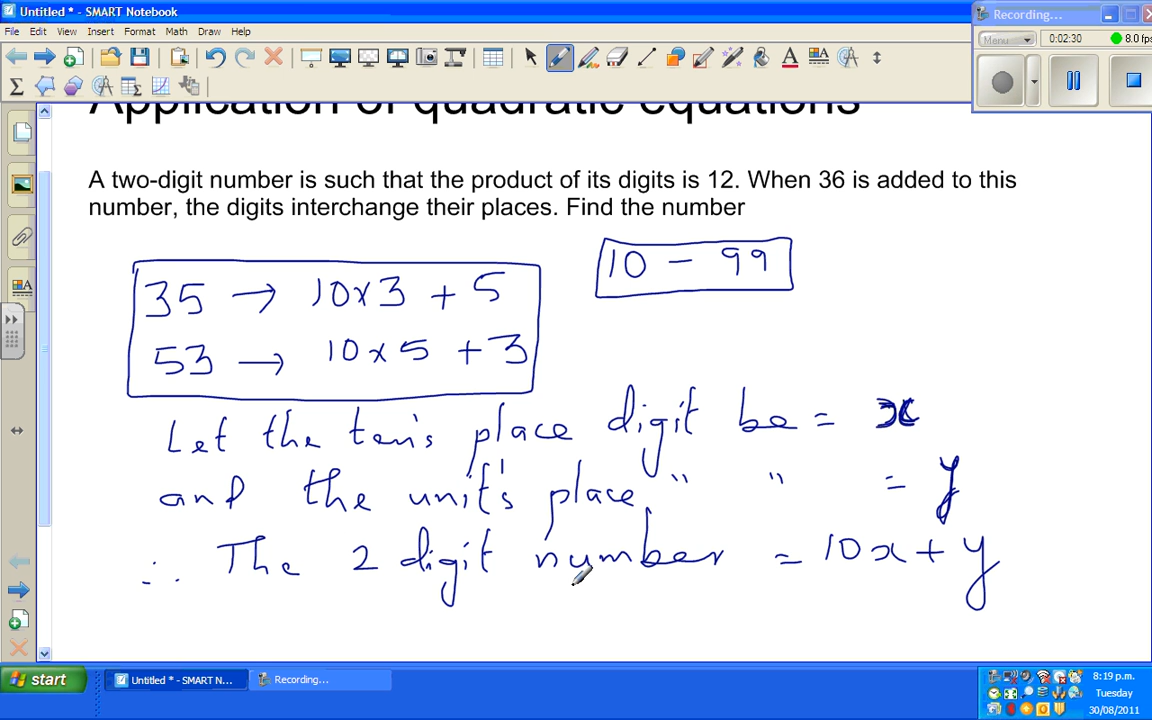 Untitled * - SMART Notebook
Recording...
File Edit View Insert Format Math Draw Help
Menu
0:02:30
8.0 fps
Application of quadratic equations
A two-digit number is such that the product of its digits is 12. When 36 is added to this
number, the digits interchange their places. Find the number
10 - 99
35 → 10x3 + 5
53 → 10x5 + 3
Let the ten's place digit be = x
and the unit's place " " = y
∴ The 2 digit number = 10x + y
start
Untitled * - SMART N...
Recording...
8:19 p.m.
Tuesday
30/08/2011